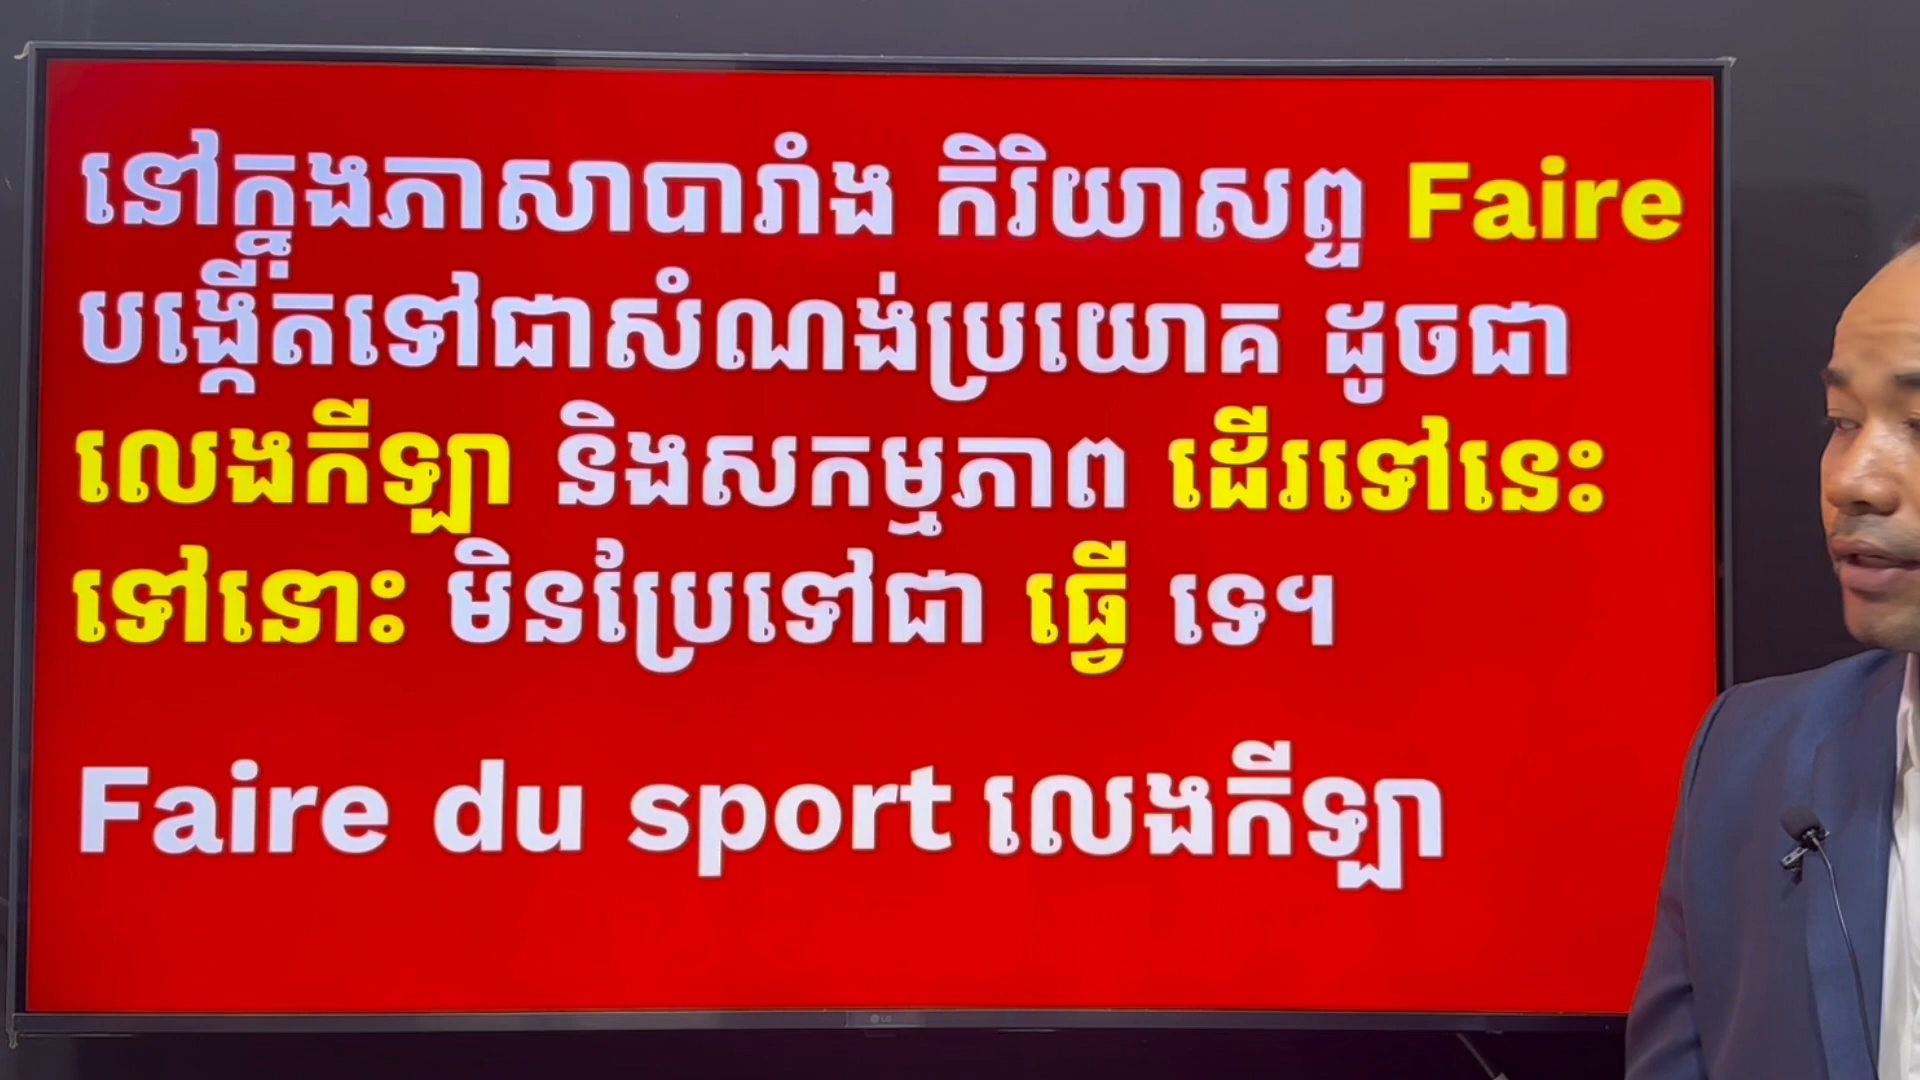 នៅក្នុងភាសាបារាំង កិរិយាសព្ទ Faire
បង្កើតទៅជាសំណង់ប្រយោគ ដូចជា
លេងកីឡា និងសកម្មភាព ដើរទៅនេះ
ទៅនោះ មិនប្រែទៅជា ធ្វើ ទេ។
Faire du sport លេងកីឡា
LG